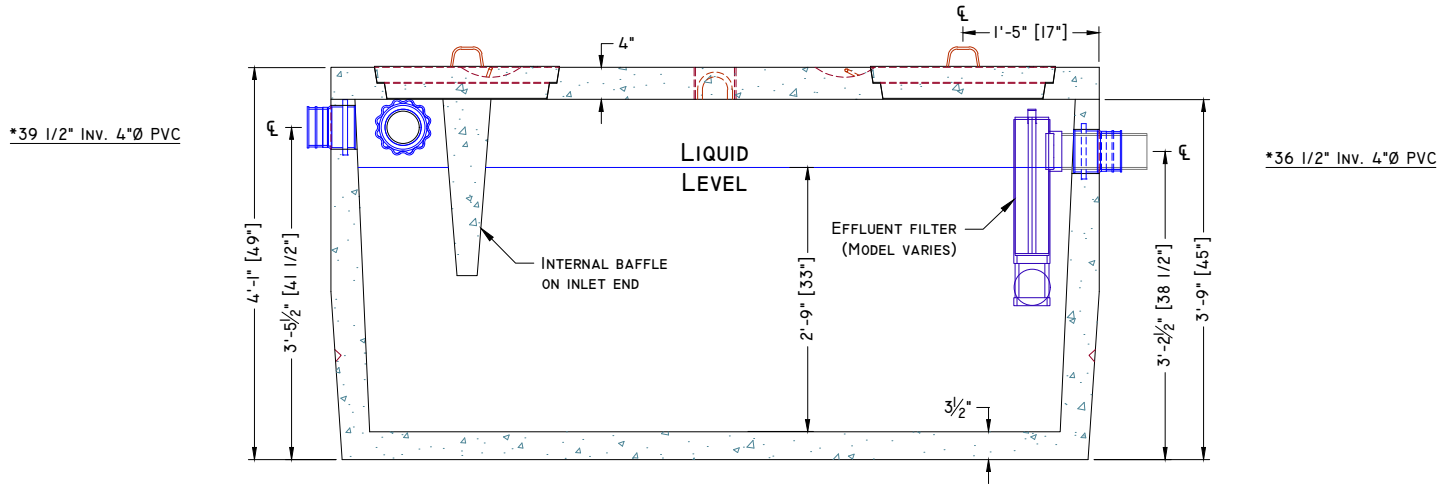 ℄
1'-5" [17"]
4"
*39 1/2" Inv. 4"Ø PVC
℄
Liquid
Level
℄
*36 1/2" Inv. 4"Ø PVC
Effluent filter
(Model varies)
Internal baffle
on inlet end
4'-1" [49"]
3'-5½" [41 1/2"]
2'-9" [33"]
3'-2½" [38 1/2"]
3'-9" [45"]
3½"